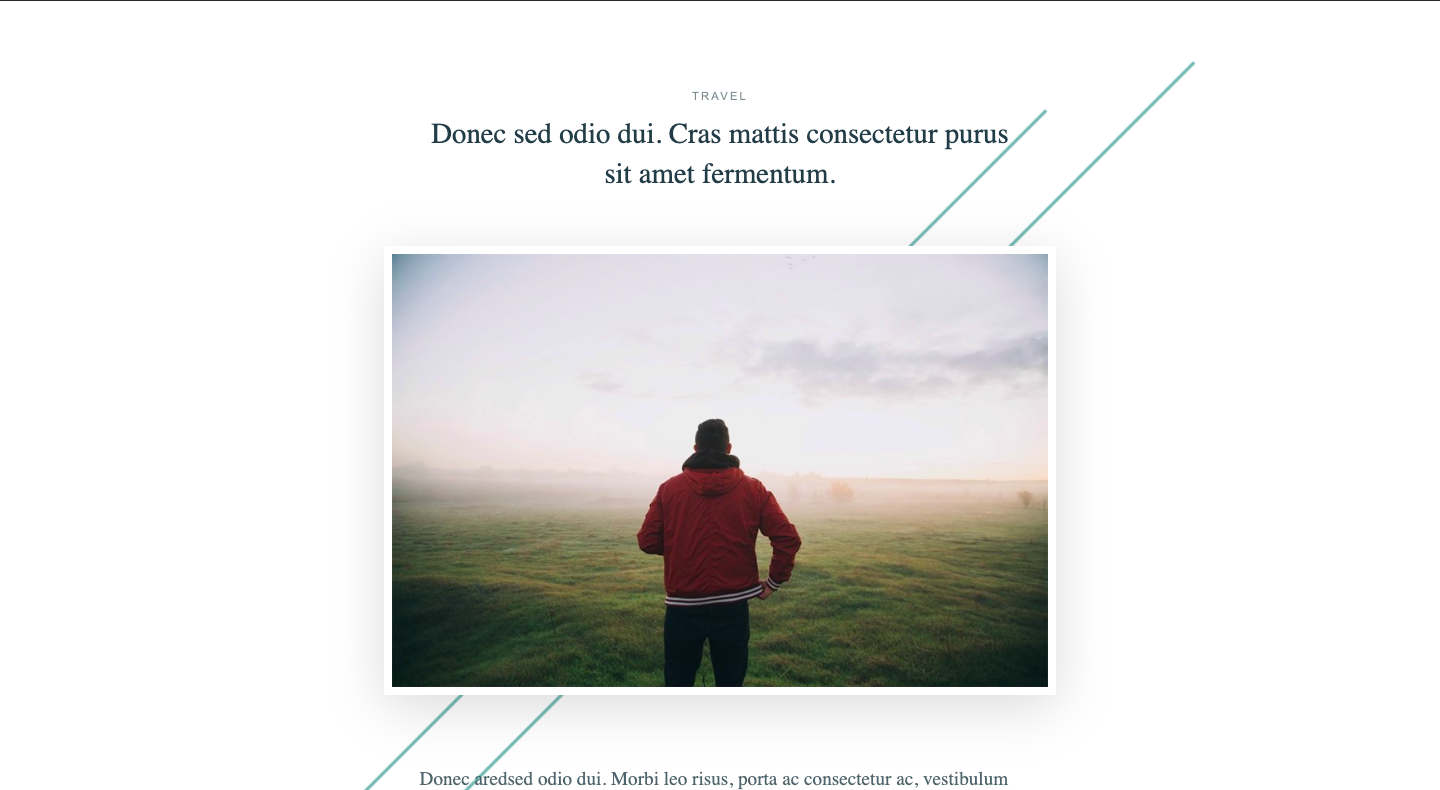 TRAVEL
Donec sed odio dui. Cras mattis consectetur purus
sit amet fermentum.
Donec aredsed odio dui. Morbi leo risus, porta ac consectetur ac, vestibulum